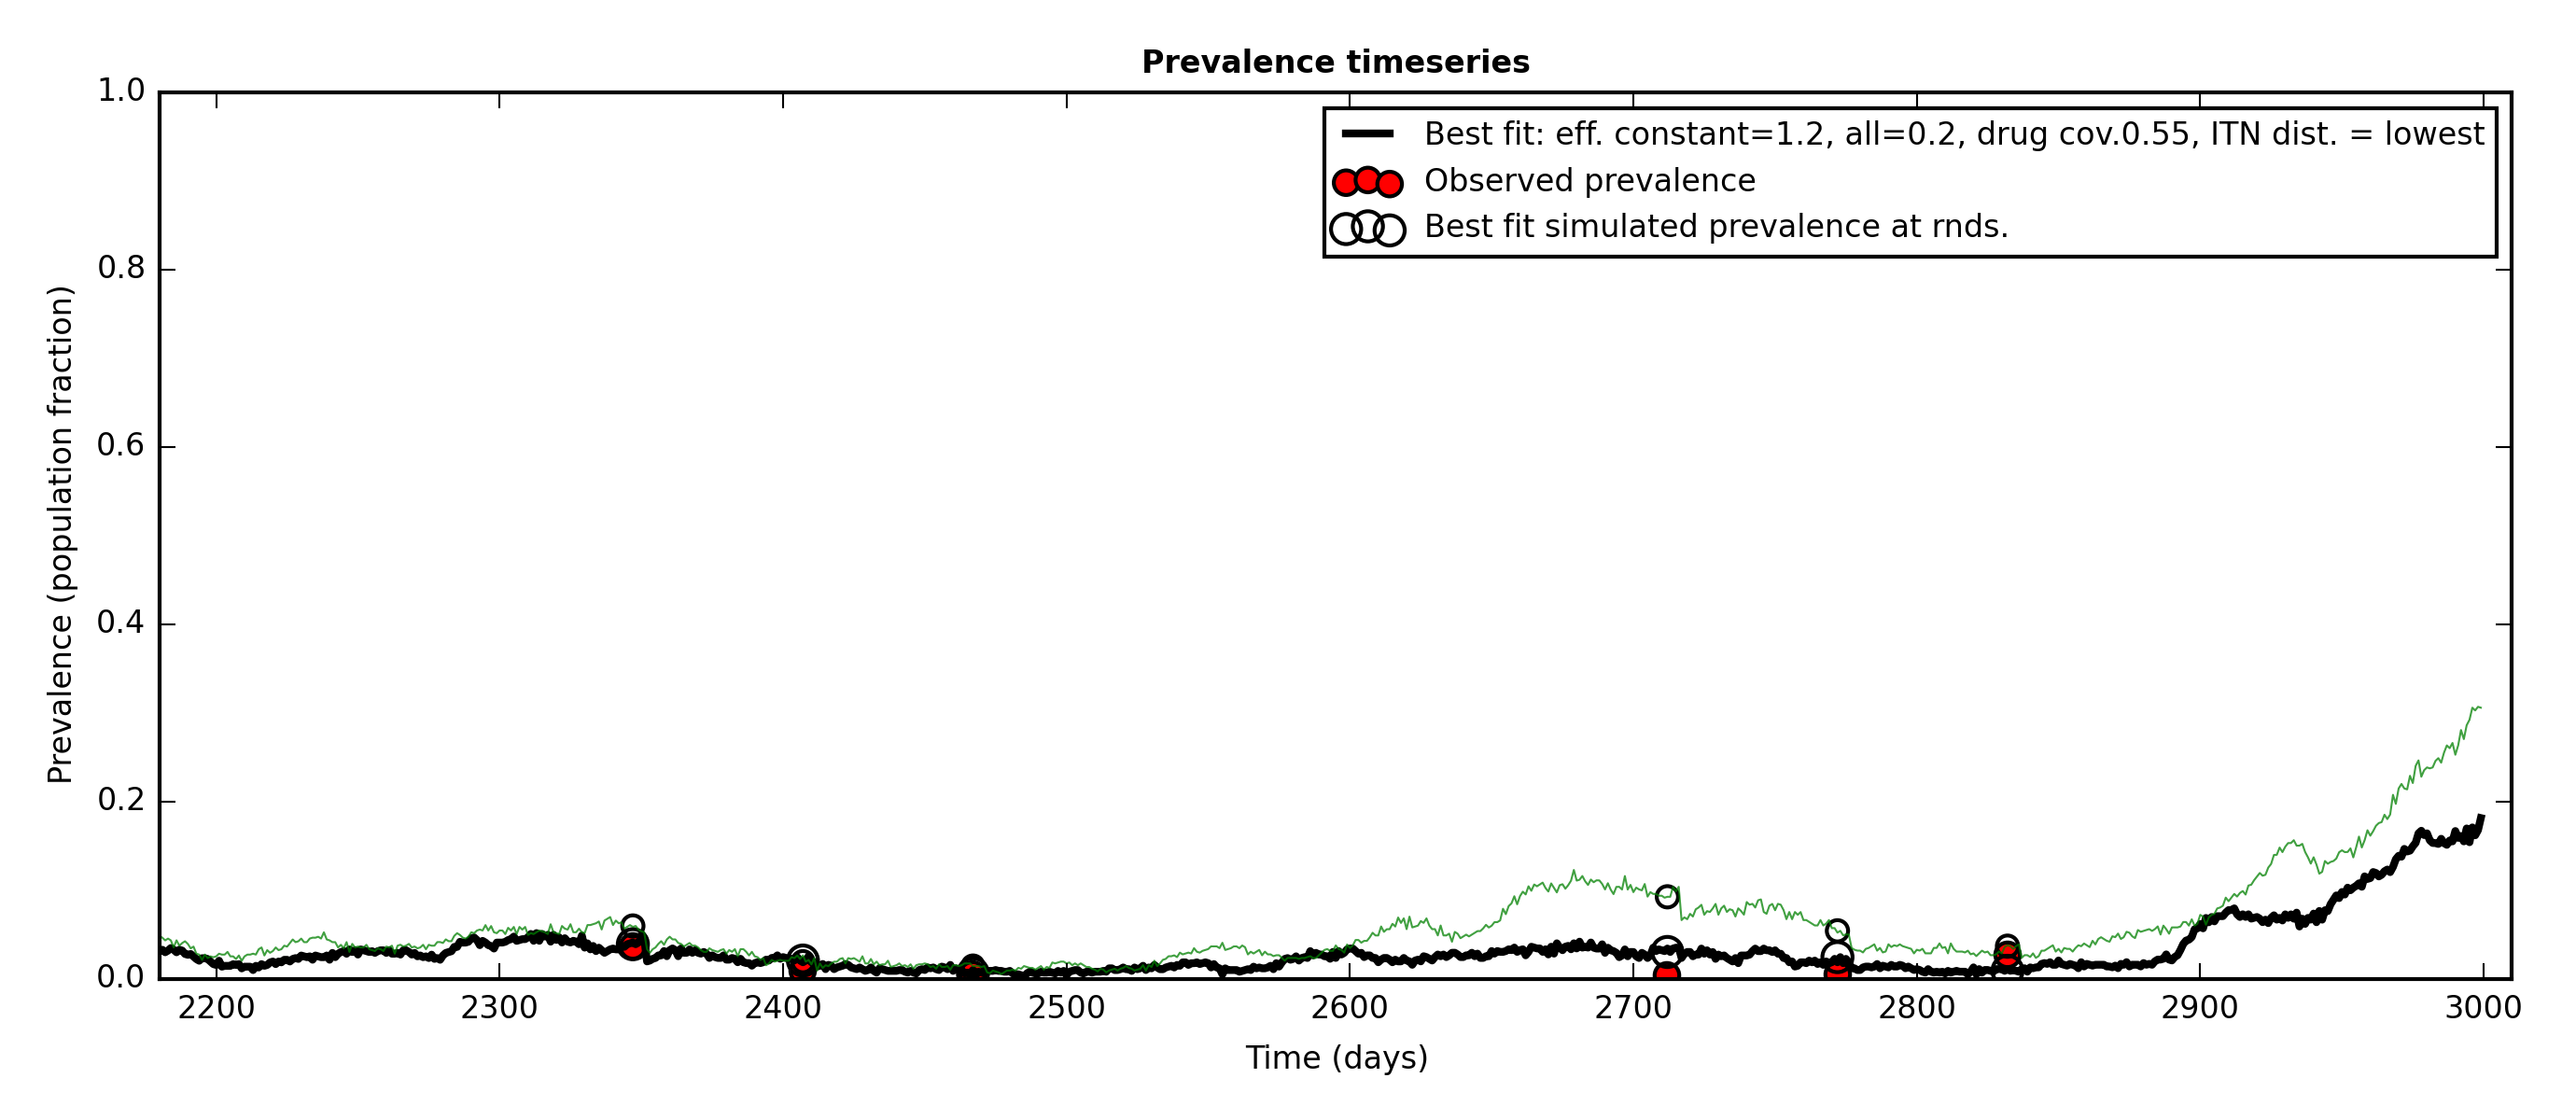 Prevalence timeseries
1.0
0.8
0.6
0.4
0.2
0.0
Prevalence (population fraction)
Best fit: eff. constant=1.2, all=0.2, drug cov.0.55, ITN dist. = lowest
Observed prevalence
Best fit simulated prevalence at rnds.
2200 2300 2400 2500 2600 2700 2800 2900 3000
Time (days)